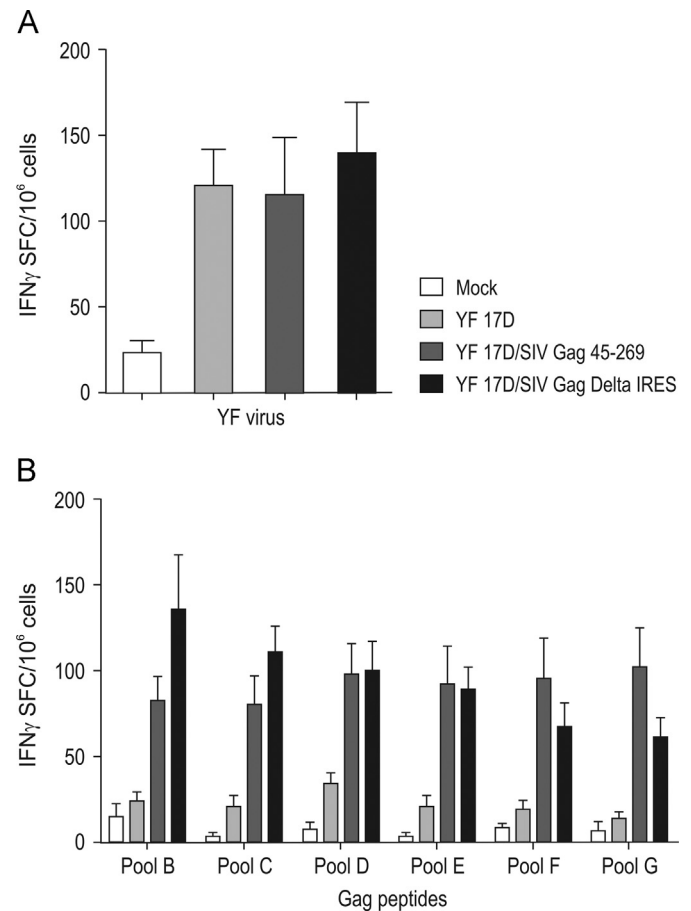 A
200
150
100
50
0
IFNγ SFC/10⁶ cells
YF virus
Mock
YF 17D
YF 17D/SIV Gag 45-269
YF 17D/SIV Gag Delta IRES
B
200
150
100
50
0
IFNγ SFC/10⁶ cells
Pool B Pool C Pool D Pool E Pool F Pool G
Gag peptides